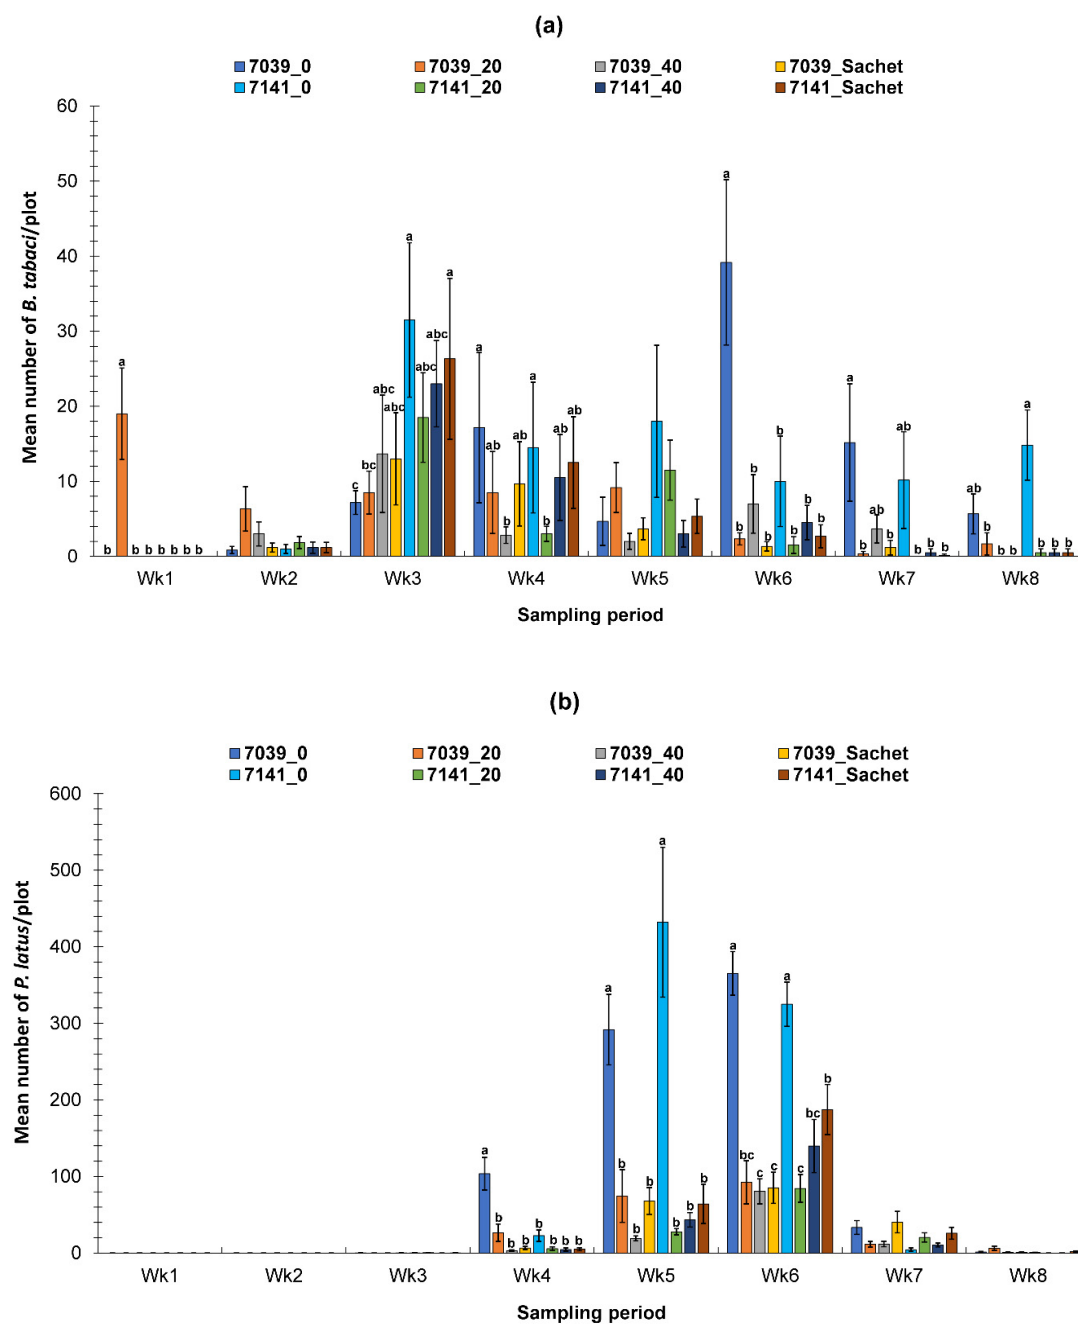 (a)
7039_0 7039_20 7039_40 7039_Sachet
7141_0 7141_20 7141_40 7141_Sachet
Mean number of B. tabaci/plot
60
50
40
30
20
10
0
b a b b b b b b
c bc abc abc a abc abc a
a ab b ab a b ab ab
a b b b b b b b
a b ab b ab b b b
ab b b b a b b b
Wk1 Wk2 Wk3 Wk4 Wk5 Wk6 Wk7 Wk8
Sampling period
(b)
7039_0 7039_20 7039_40 7039_Sachet
7141_0 7141_20 7141_40 7141_Sachet
Mean number of P. latus/plot
600
500
400
300
200
100
0
a b b b b b b b
a b b b a b b b
a bc c c a c bc b
Wk1 Wk2 Wk3 Wk4 Wk5 Wk6 Wk7 Wk8
Sampling period